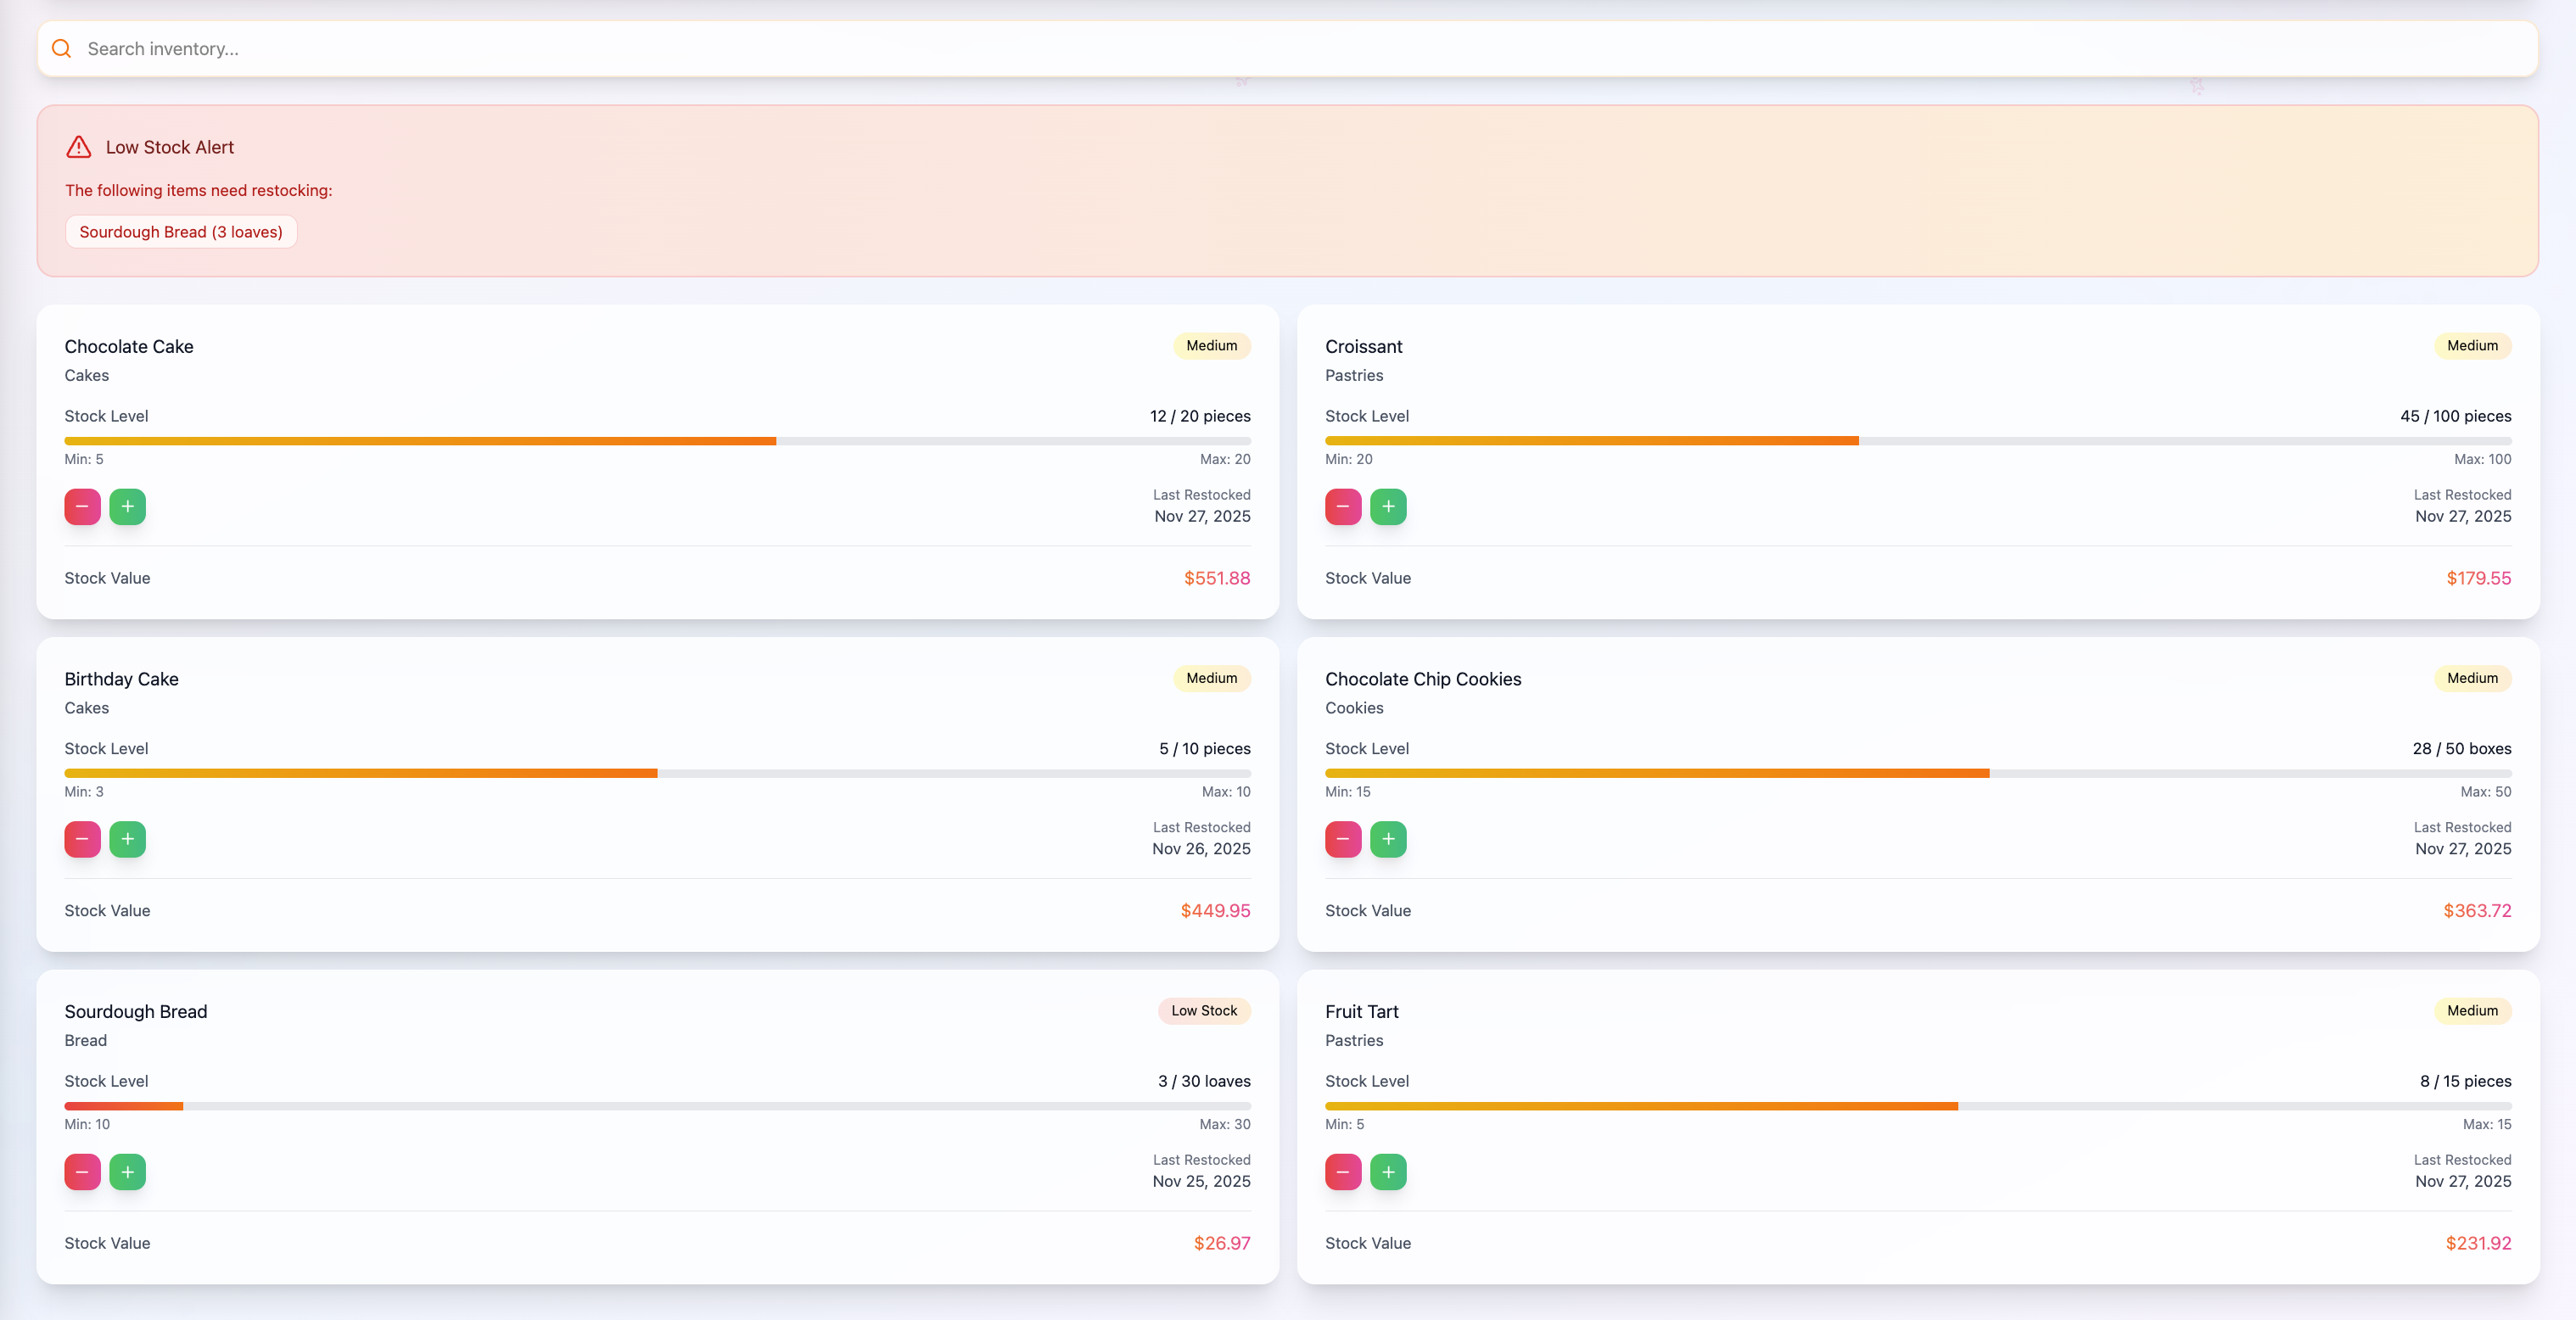 Search inventory...
Low Stock Alert
The following items need restocking:
Sourdough Bread (3 loaves)
Chocolate Cake
Medium
Cakes
Stock Level
12 / 20 pieces
Min: 5
Max: 20
Last Restocked
Nov 27, 2025
Stock Value
$551.88
Croissant
Medium
Pastries
Stock Level
45 / 100 pieces
Min: 20
Max: 100
Last Restocked
Nov 27, 2025
Stock Value
$179.55
Birthday Cake
Medium
Cakes
Stock Level
5 / 10 pieces
Min: 3
Max: 10
Last Restocked
Nov 26, 2025
Stock Value
$449.95
Chocolate Chip Cookies
Medium
Cookies
Stock Level
28 / 50 boxes
Min: 15
Max: 50
Last Restocked
Nov 27, 2025
Stock Value
$363.72
Sourdough Bread
Low Stock
Bread
Stock Level
3 / 30 loaves
Min: 10
Max: 30
Last Restocked
Nov 25, 2025
Stock Value
$26.97
Fruit Tart
Medium
Pastries
Stock Level
8 / 15 pieces
Min: 5
Max: 15
Last Restocked
Nov 27, 2025
Stock Value
$231.92